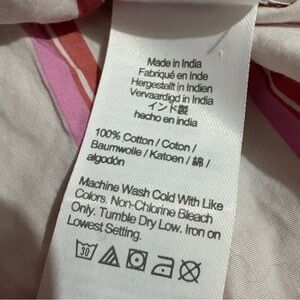 Made in India
Fabriqué en Inde
Hergestellt in Indien
Vervaardigd in India
インド製
hecho en india
100% Cotton / Coton /
Baumwolle / Katoen / 綿 /
algodón
Machine Wash Cold With Like
Colors. Non-Chlorine Bleach
Only. Tumble Dry Low. Iron on
Lowest Setting.
30